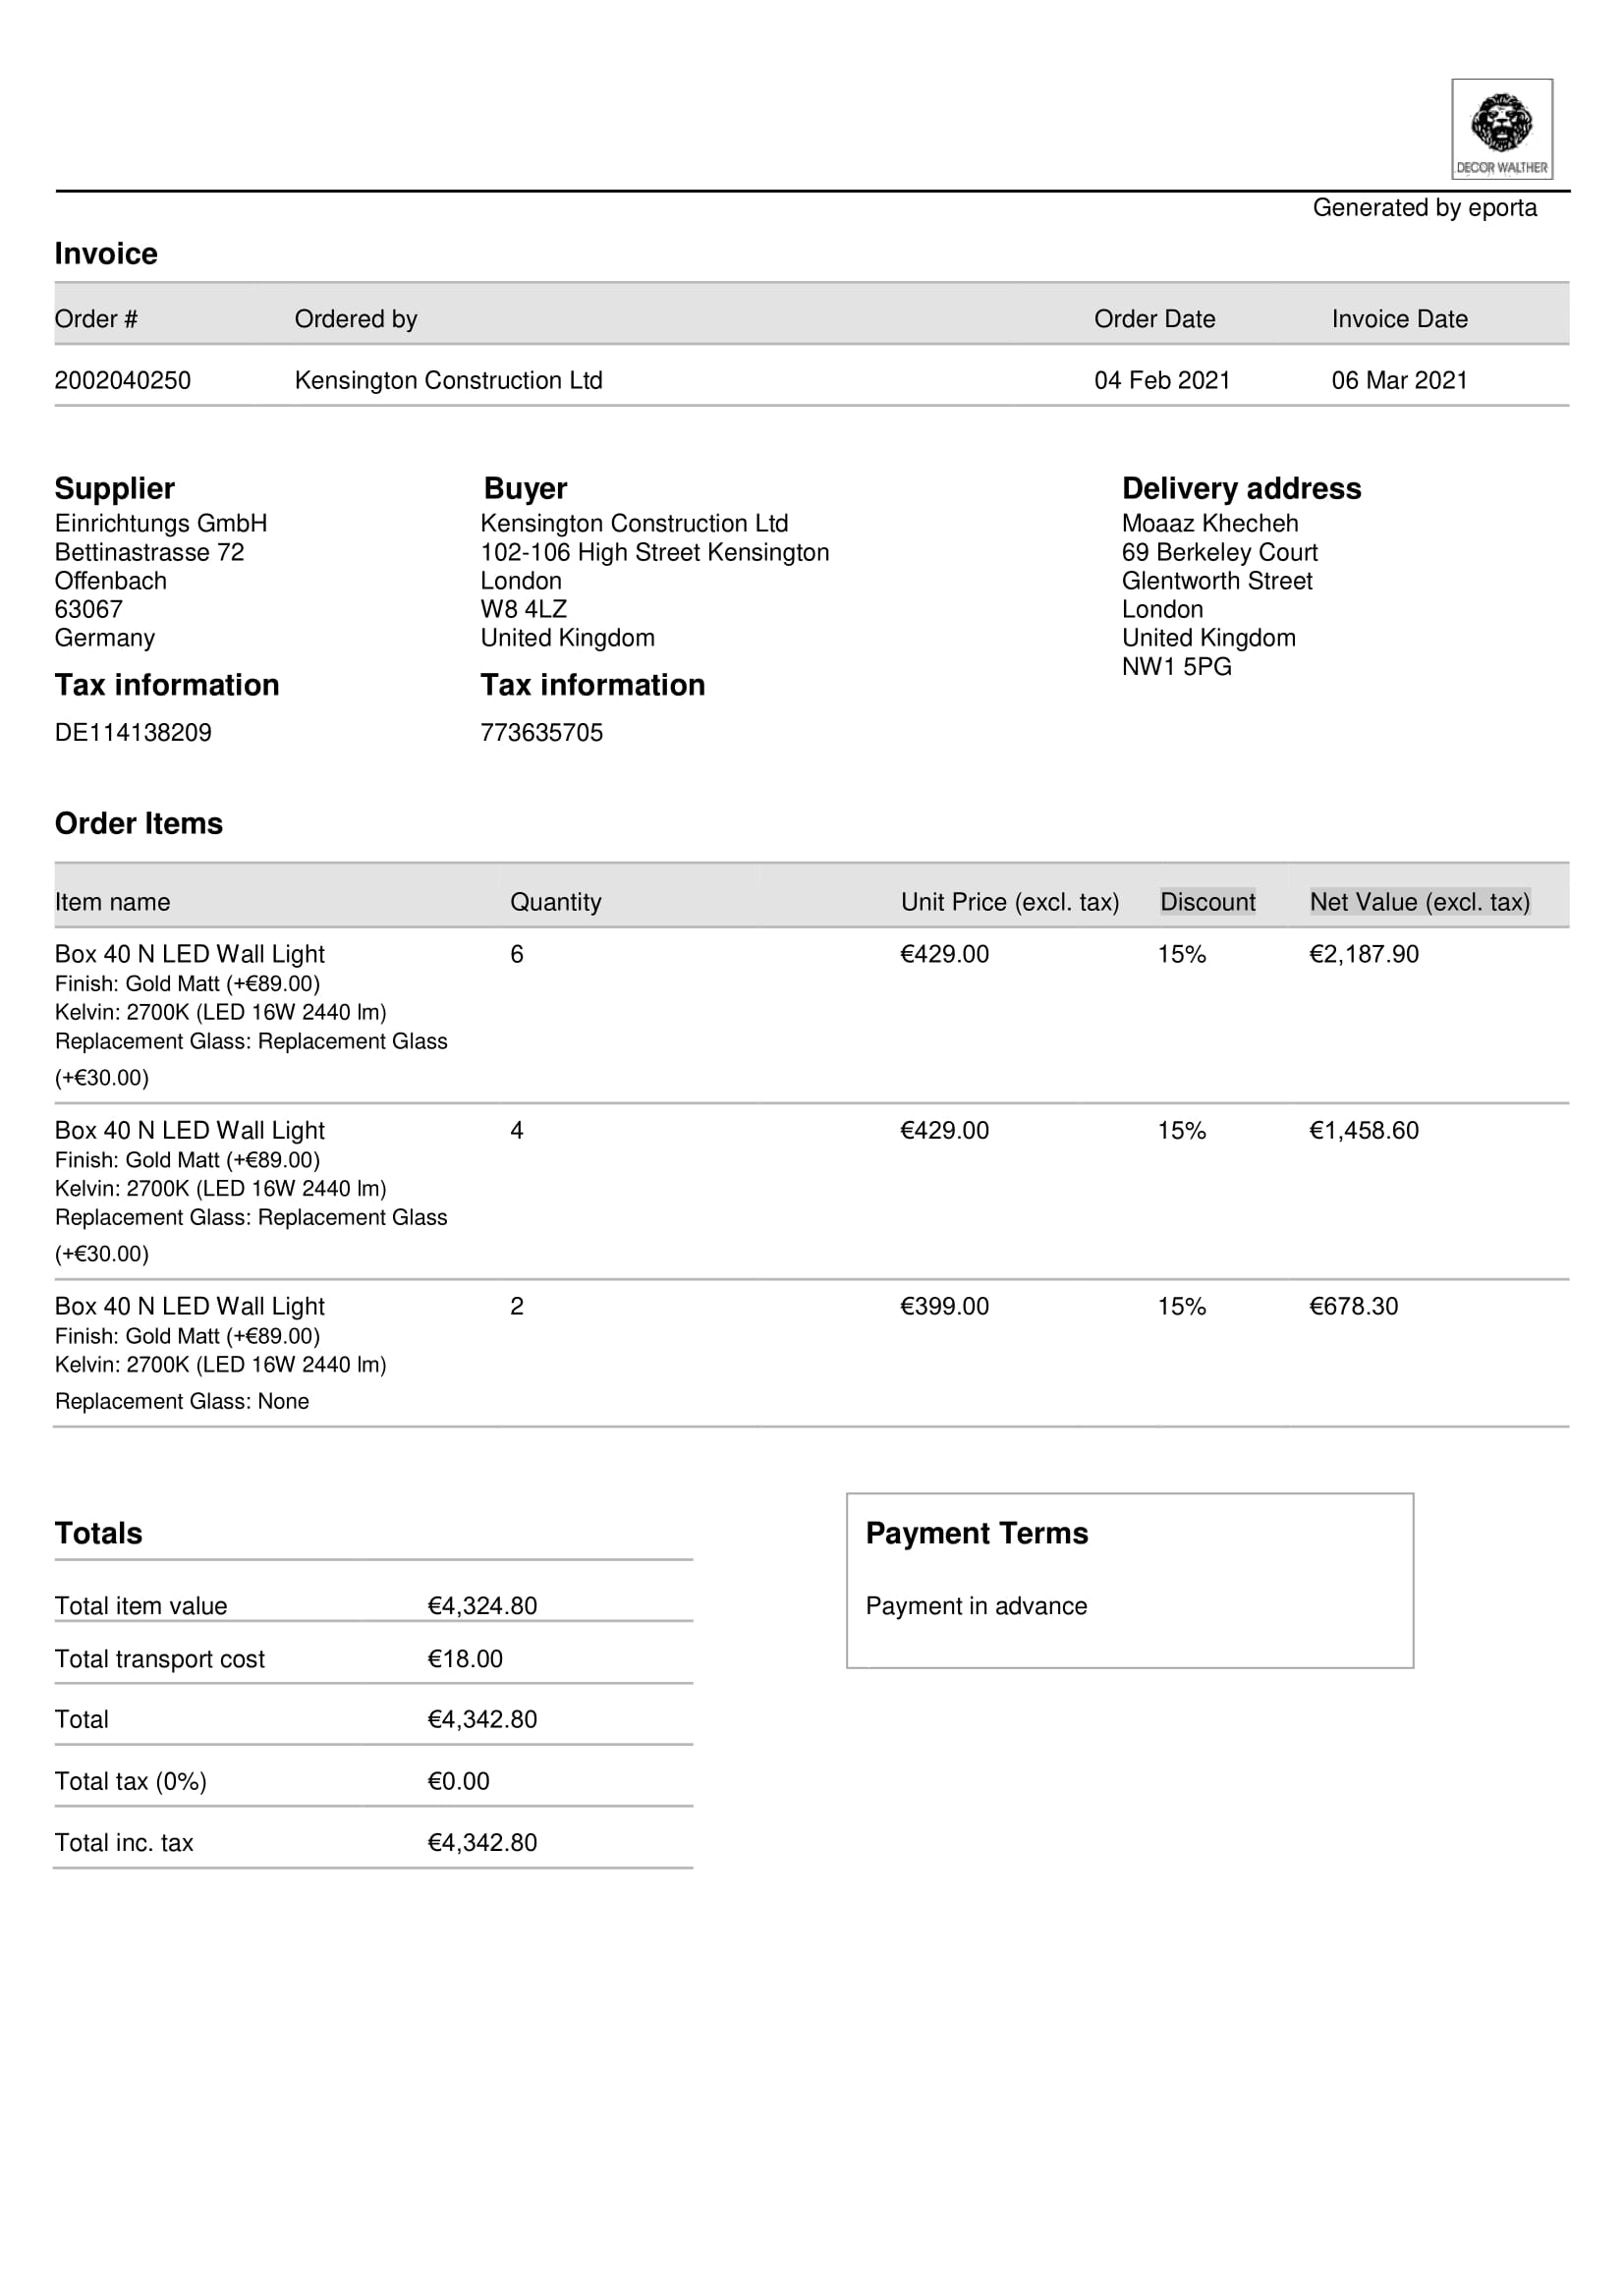 DECOR WALTHER
Generated by eporta
Invoice
Order # Ordered by Order Date Invoice Date
2002040250 Kensington Construction Ltd 04 Feb 2021 06 Mar 2021
Supplier Buyer Delivery address
Einrichtungs GmbH Kensington Construction Ltd Moaaz Khecheh
Bettinastrasse 72 102-106 High Street Kensington 69 Berkeley Court
Offenbach London Glentworth Street
63067 W8 4LZ London
Germany United Kingdom United Kingdom
NW1 5PG
Tax information Tax information
DE114138209 773635705
Order Items
Item name Quantity Unit Price (excl. tax) Discount Net Value (excl. tax)
Box 40 N LED Wall Light 6 €429.00 15% €2,187.90
Finish: Gold Matt (+€89.00)
Kelvin: 2700K (LED 16W 2440 lm)
Replacement Glass: Replacement Glass
(+€30.00)
Box 40 N LED Wall Light 4 €429.00 15% €1,458.60
Finish: Gold Matt (+€89.00)
Kelvin: 2700K (LED 16W 2440 lm)
Replacement Glass: Replacement Glass
(+€30.00)
Box 40 N LED Wall Light 2 €399.00 15% €678.30
Finish: Gold Matt (+€89.00)
Kelvin: 2700K (LED 16W 2440 lm)
Replacement Glass: None
Totals Payment Terms
Total item value €4,324.80 Payment in advance
Total transport cost €18.00
Total €4,342.80
Total tax (0%) €0.00
Total inc. tax €4,342.80